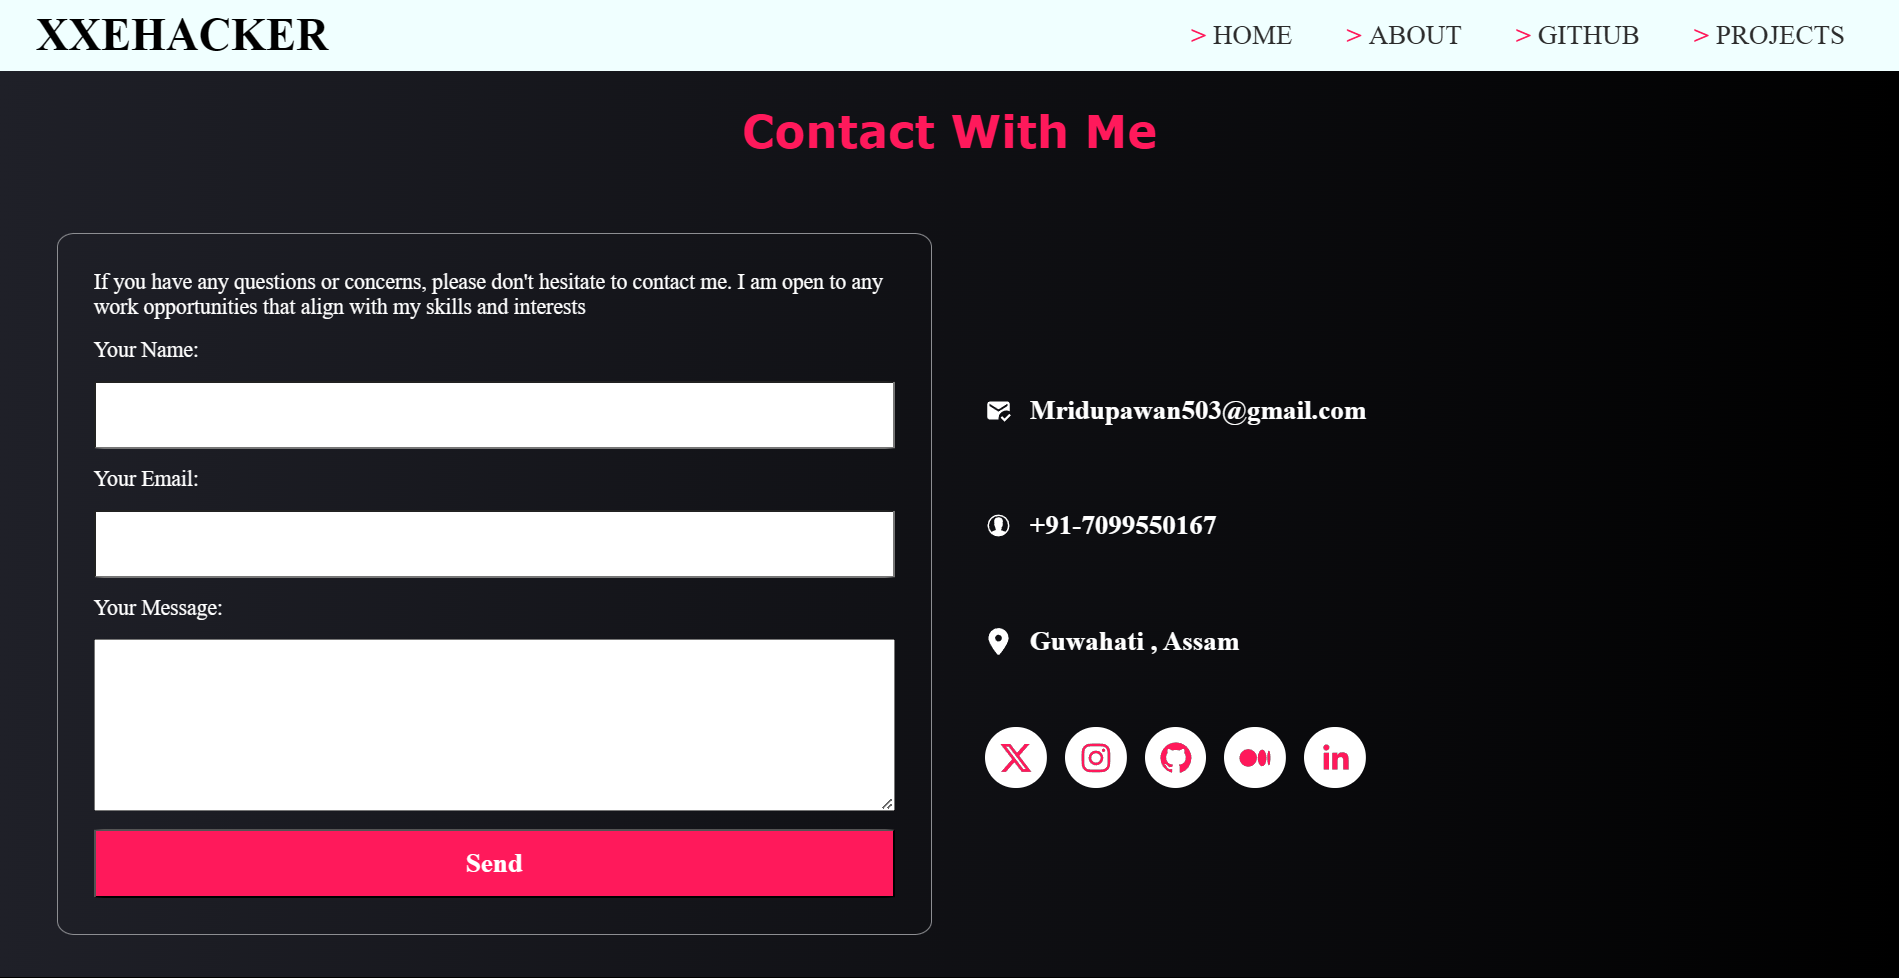 XXEHACKER
> HOME > ABOUT > GITHUB > PROJECTS
Contact With Me
If you have any questions or concerns, please don't hesitate to contact me. I am open to any
work opportunities that align with my skills and interests
Your Name:
Your Email:
Your Message:
Send
Mridupawan503@gmail.com
+91-7099550167
Guwahati , Assam